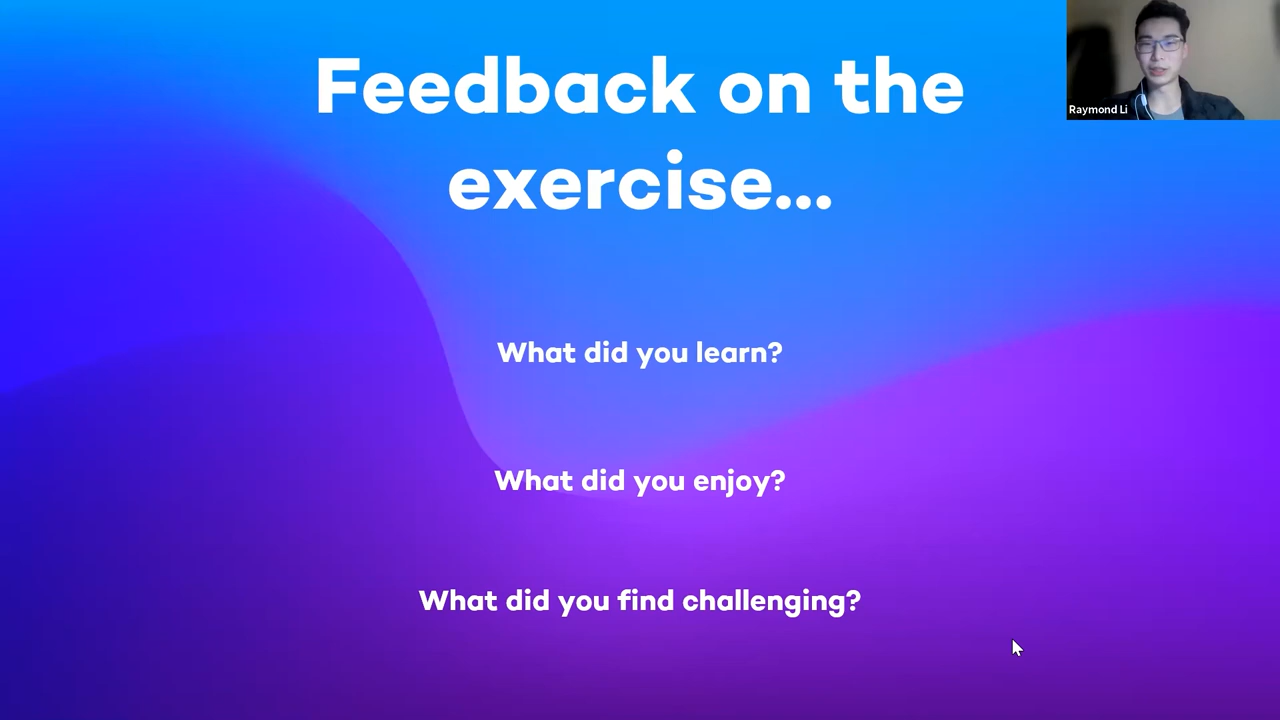 Feedback on the
exercise...
Raymond Li
What did you learn?
What did you enjoy?
What did you find challenging?